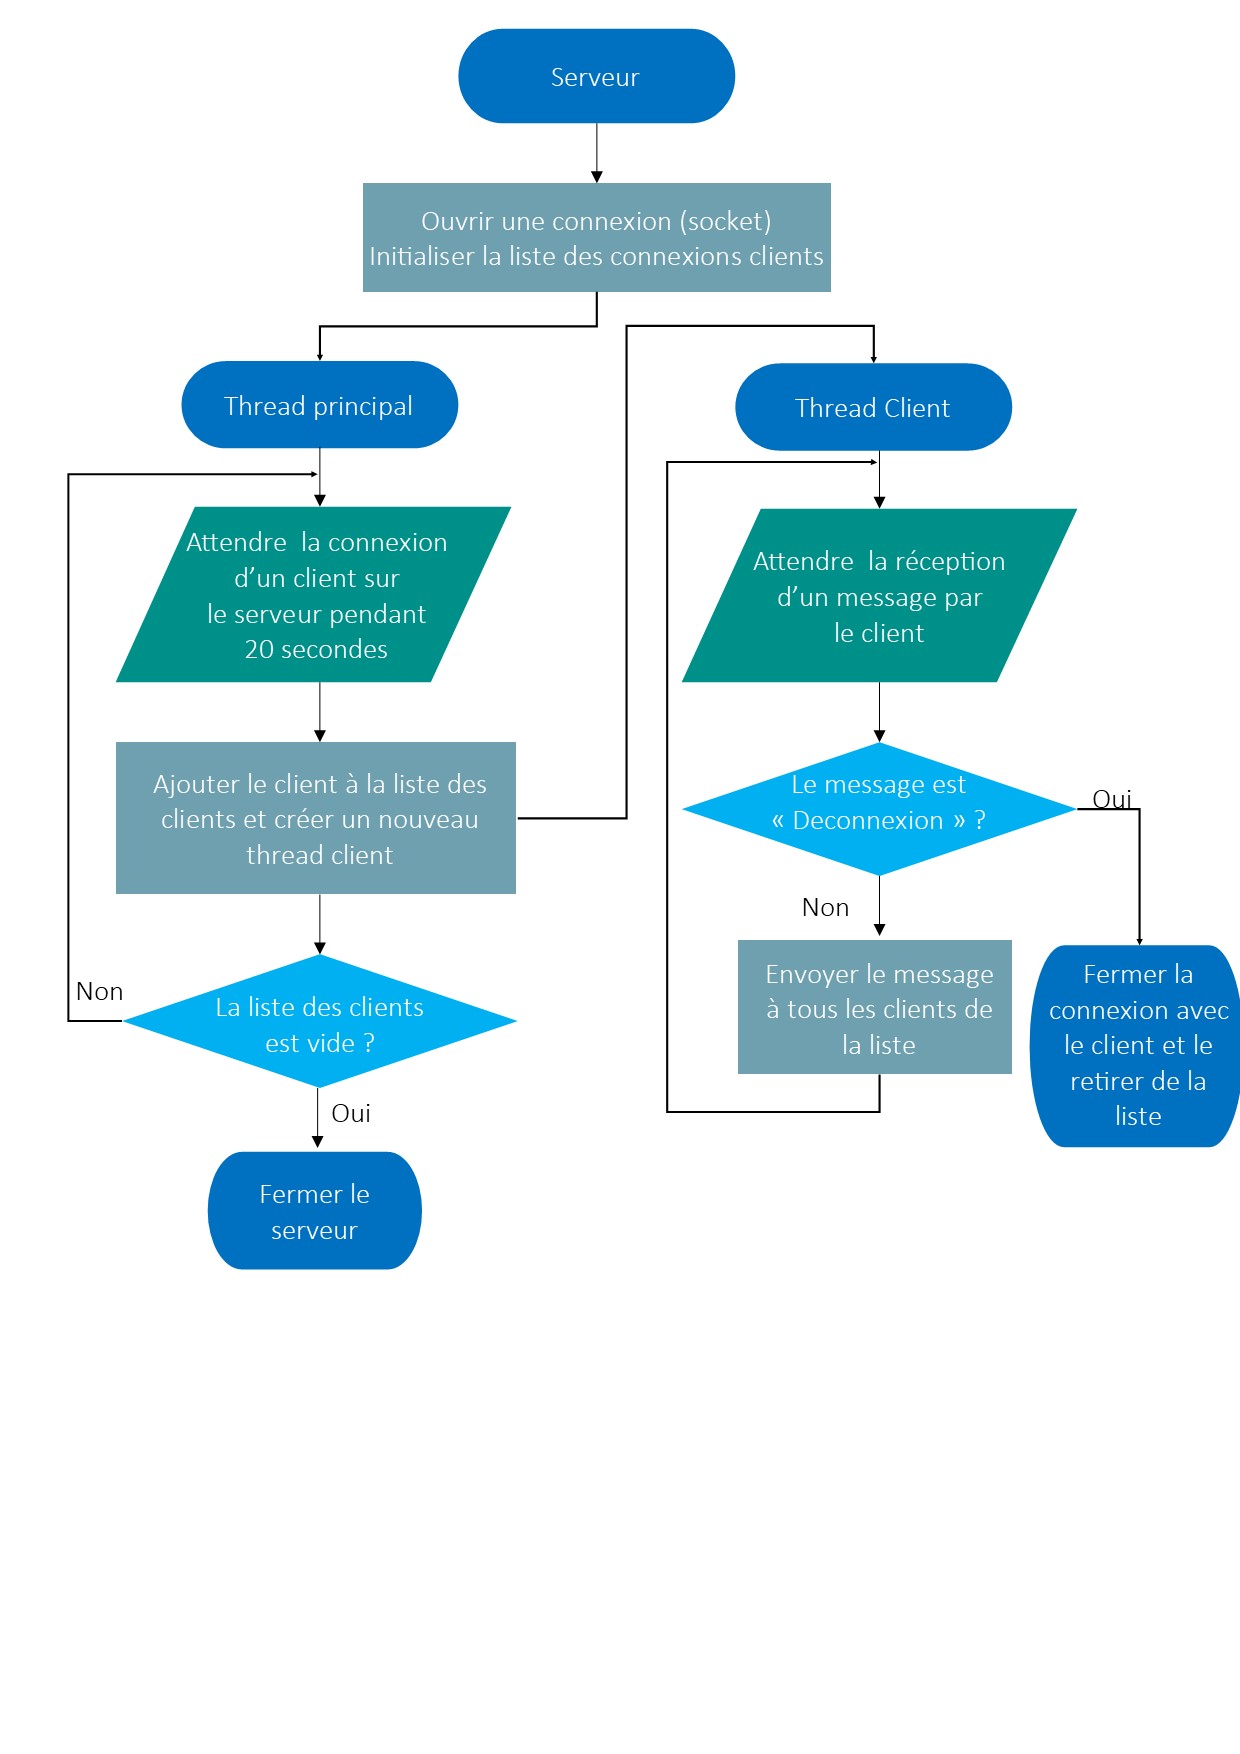 Serveur
Ouvrir une connexion (socket)
Initialiser la liste des connexions clients
Thread principal
Attendre  la connexion
d’un client sur
le serveur pendant
20 secondes
Ajouter le client à la liste des
clients et créer un nouveau
thread client
Non
La liste des clients
est vide ?
Oui
Fermer le
serveur
Thread Client
Attendre  la réception
d’un message par
le client
Le message est
« Deconnexion » ?
Oui
Non
Envoyer le message
à tous les clients de
la liste
Fermer la
connexion avec
le client et le
retirer de la
liste